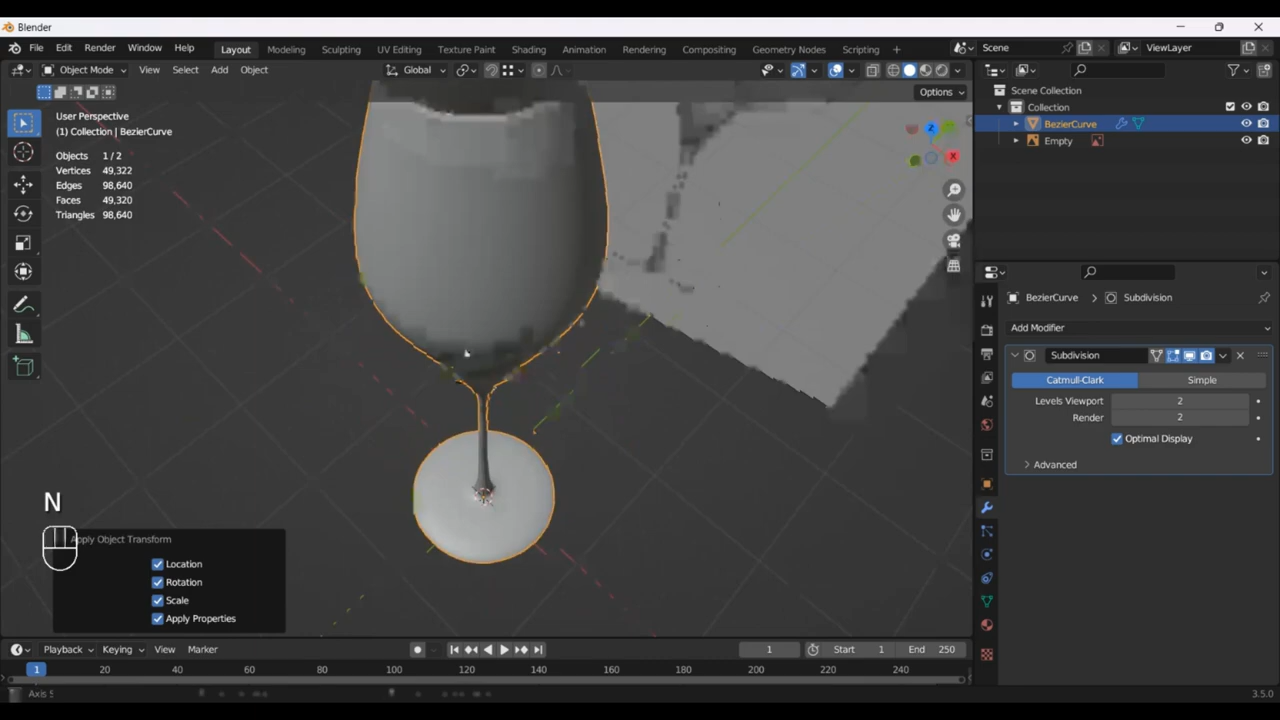 Blender
File Edit Render Window Help
Layout Modeling Sculpting UV Editing Texture Paint Shading Animation Rendering Compositing Geometry Nodes Scripting +
Scene
ViewLayer
Object Mode View Select Add Object
Global
Options
User Perspective
(1) Collection | BezierCurve
Objects 1 / 2
Vertices 49,322
Edges 98,640
Faces 49,320
Triangles 98,640
Z
X
Scene Collection
Collection
BezierCurve
Empty
BezierCurve > Subdivision
Add Modifier
Subdivision
Catmull-Clark Simple
Levels Viewport 2
Render 2
Optimal Display
Advanced
N
Apply Object Transform
Location
Rotation
Scale
Apply Properties
Playback Keying View Marker
1 Start 1 End 250
1 20 40 60 80 100 120 140 160 180 200 220 240
3.5.0